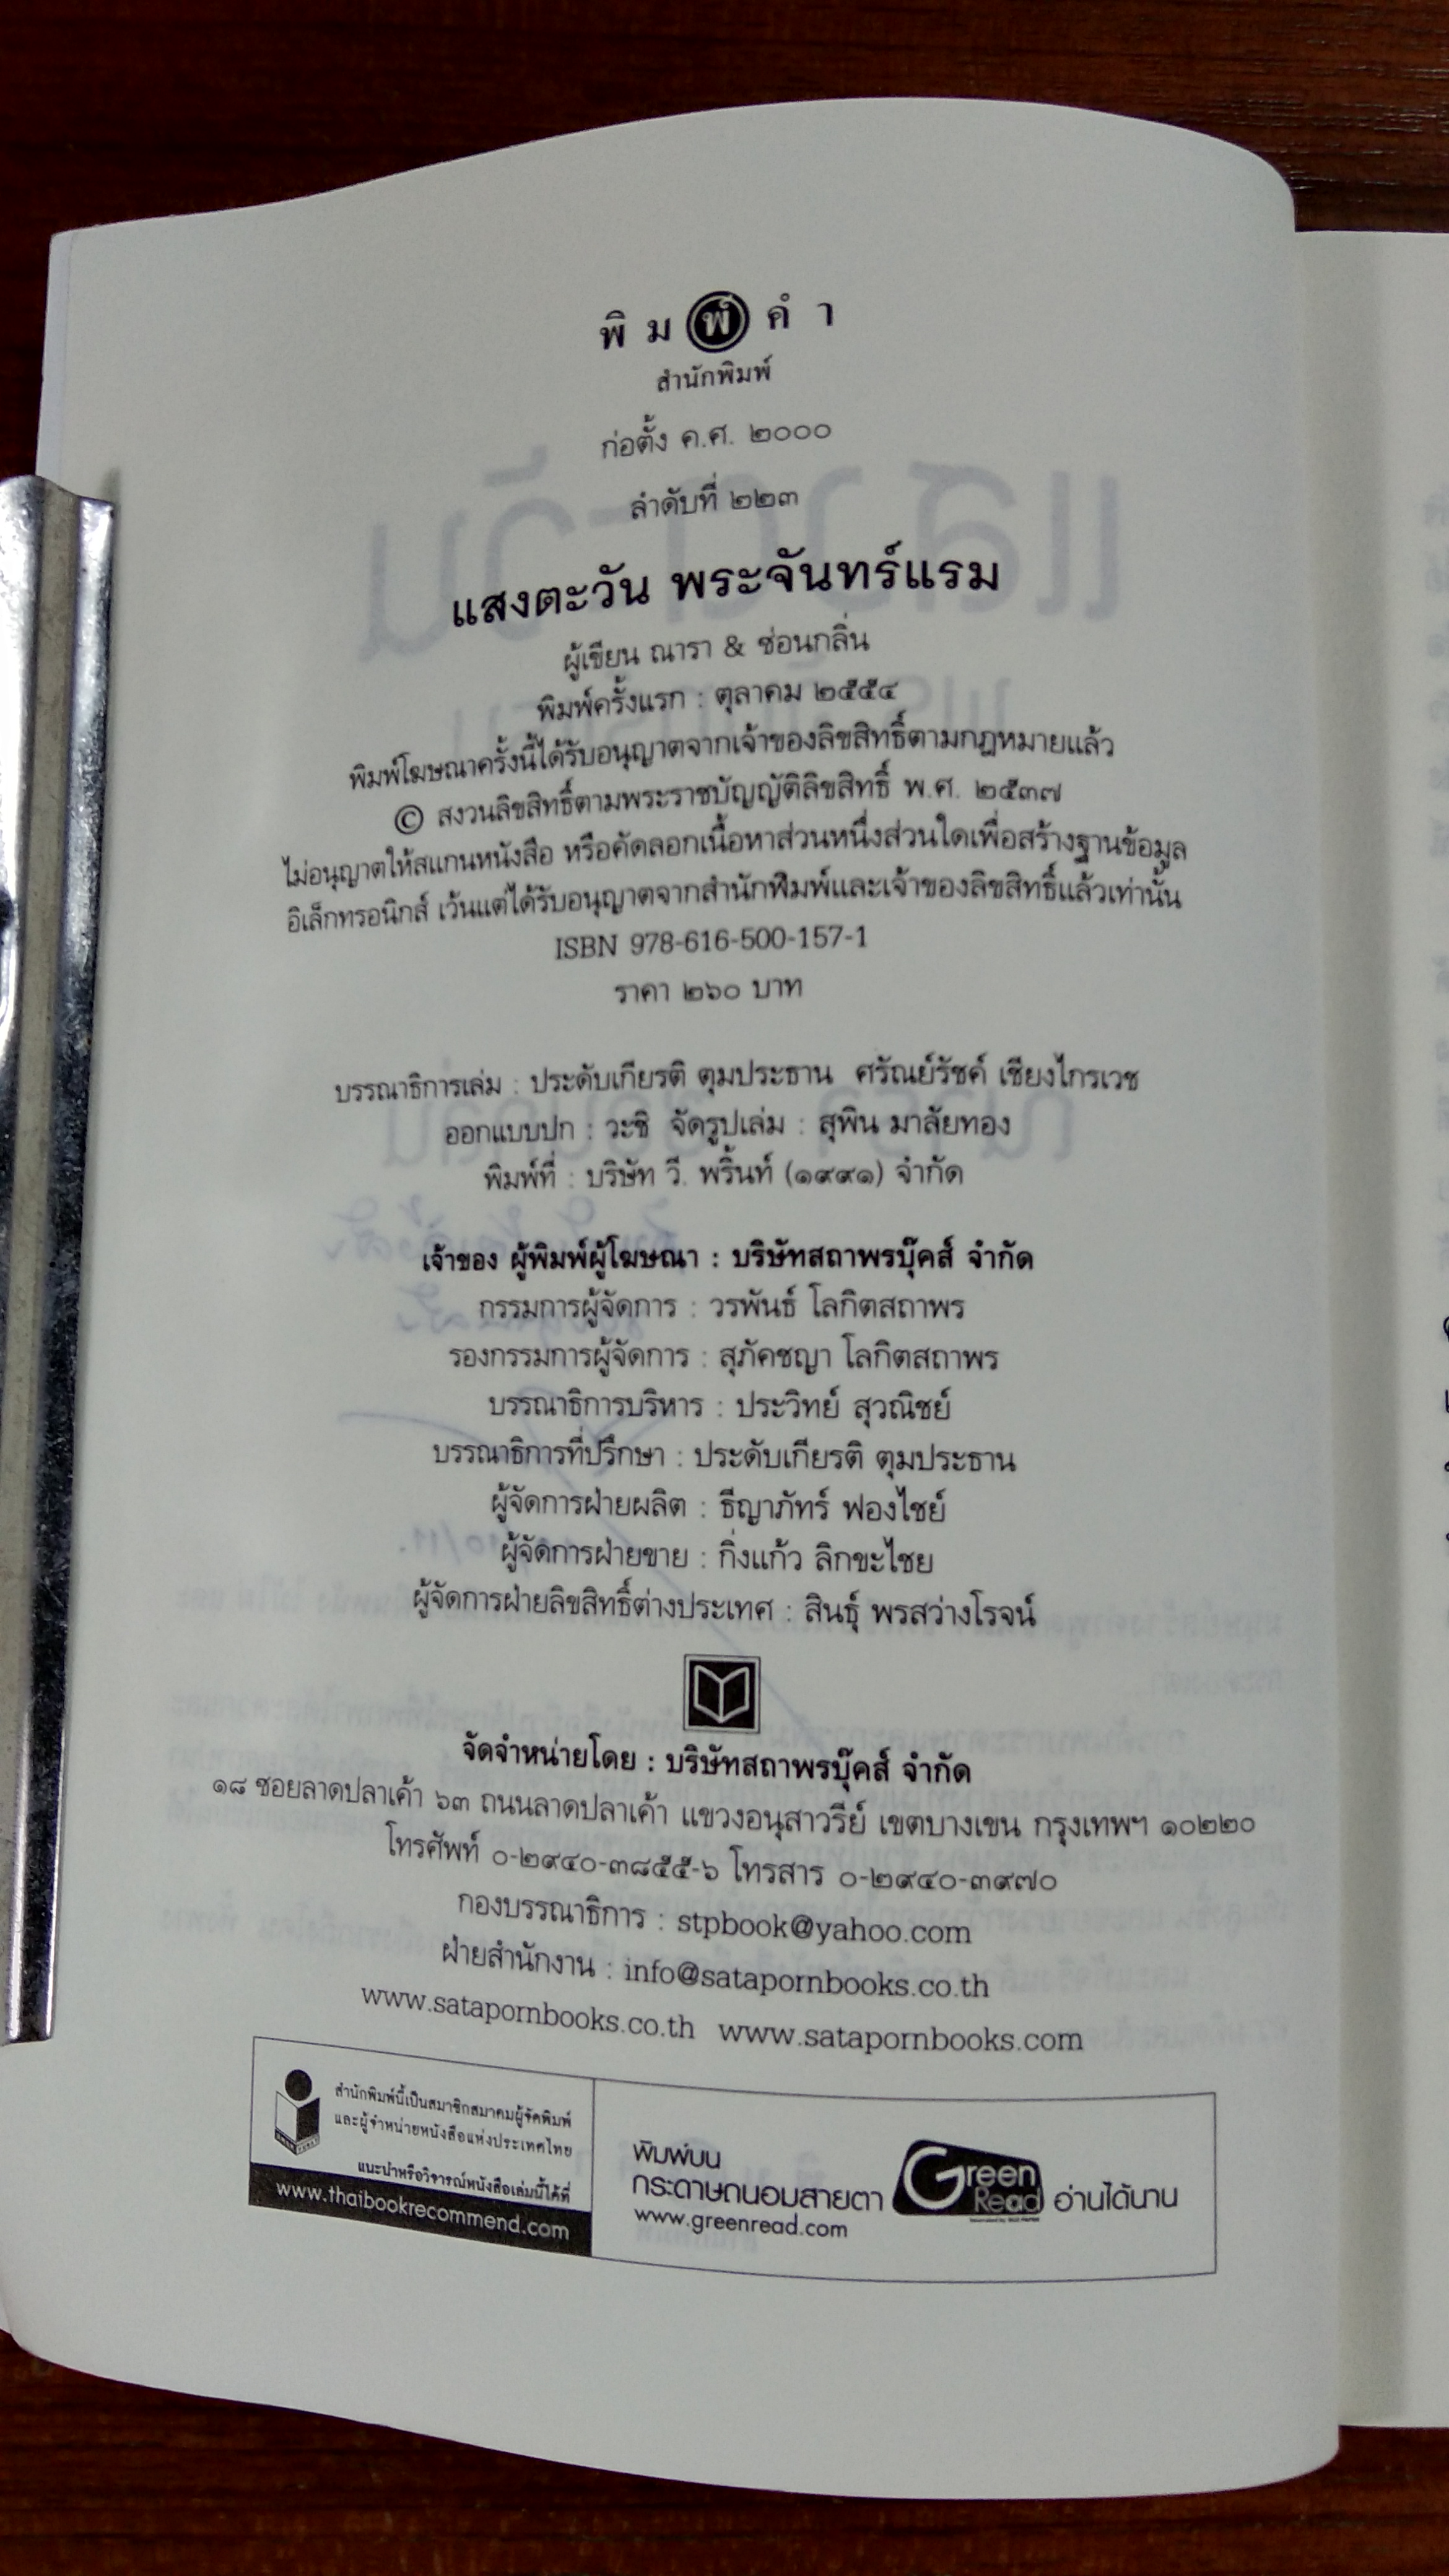 พิมพ์คำ
สำนักพิมพ์
ก่อตั้ง ค.ศ. ๒๐๐๐
ลำดับที่ ๒๒๓
แสงตะวัน พระจันทร์แรม
ผู้เขียน ณารา & ซ่อนกลิ่น
พิมพ์ครั้งแรก : ตุลาคม ๒๕๕๔
พิมพ์โฆษณาครั้งนี้ได้รับอนุญาตจากเจ้าของลิขสิทธิ์ตามกฎหมายแล้ว
© สงวนลิขสิทธิ์ตามพระราชบัญญัติลิขสิทธิ์ พ.ศ. ๒๕๓๗
ไม่อนุญาตให้สแกนหนังสือ หรือคัดลอกเนื้อหาส่วนหนึ่งส่วนใดเพื่อสร้างฐานข้อมูล
อิเล็กทรอนิกส์ เว้นแต่ได้รับอนุญาตจากสำนักพิมพ์และเจ้าของลิขสิทธิ์แล้วเท่านั้น
ISBN 978-616-500-157-1
ราคา ๒๖๐ บาท
บรรณาธิการเล่ม : ประดับเกียรติ ตุมประธาน ศรัณย์รัชค์ เชียงไกรเวช
ออกแบบปก : วะชิ จัดรูปเล่ม : สุพิน มาลัยทอง
พิมพ์ที่ : บริษัท วี. พริ้นท์ (๑๙๙๑) จำกัด
เจ้าของ ผู้พิมพ์ผู้โฆษณา : บริษัทสถาพรบุ๊คส์ จำกัด
กรรมการผู้จัดการ : วรพันธ์ โลกิตสถาพร
รองกรรมการผู้จัดการ : สุภัคชญา โลกิตสถาพร
บรรณาธิการบริหาร : ประวิทย์ สุวณิชย์
บรรณาธิการที่ปรึกษา : ประดับเกียรติ ตุมประธาน
ผู้จัดการฝ่ายผลิต : ธีญาภัทร์ ฟองไชย์
ผู้จัดการฝ่ายขาย : กิ่งแก้ว ลิกขะไชย
ผู้จัดการฝ่ายลิขสิทธิ์ต่างประเทศ : สินธุ์ พรสว่างโรจน์
จัดจำหน่ายโดย : บริษัทสถาพรบุ๊คส์ จำกัด
๑๘ ซอยลาดปลาเค้า ๖๓ ถนนลาดปลาเค้า แขวงอนุสาวรีย์ เขตบางเขน กรุงเทพฯ ๑๐๒๒๐
โทรศัพท์ ๐-๒๙๔๐-๓๘๕๕-๖ โทรสาร ๐-๒๙๔๐-๓๙๗๐
กองบรรณาธิการ : stpbook@yahoo.com
ฝ่ายสำนักงาน : info@satapornbooks.co.th
www.satapornbooks.co.th www.satapornbooks.com
สำนักพิมพ์นี้เป็นสมาชิกสมาคมผู้จัดพิมพ์
และผู้จำหน่ายหนังสือแห่งประเทศไทย
แนะนำหรือวิจารณ์หนังสือเล่มนี้ได้ที่
www.thaibookrecommend.com
พิมพ์บน
กระดาษถนอมสายตา Green Read อ่านได้นาน
www.greenread.com